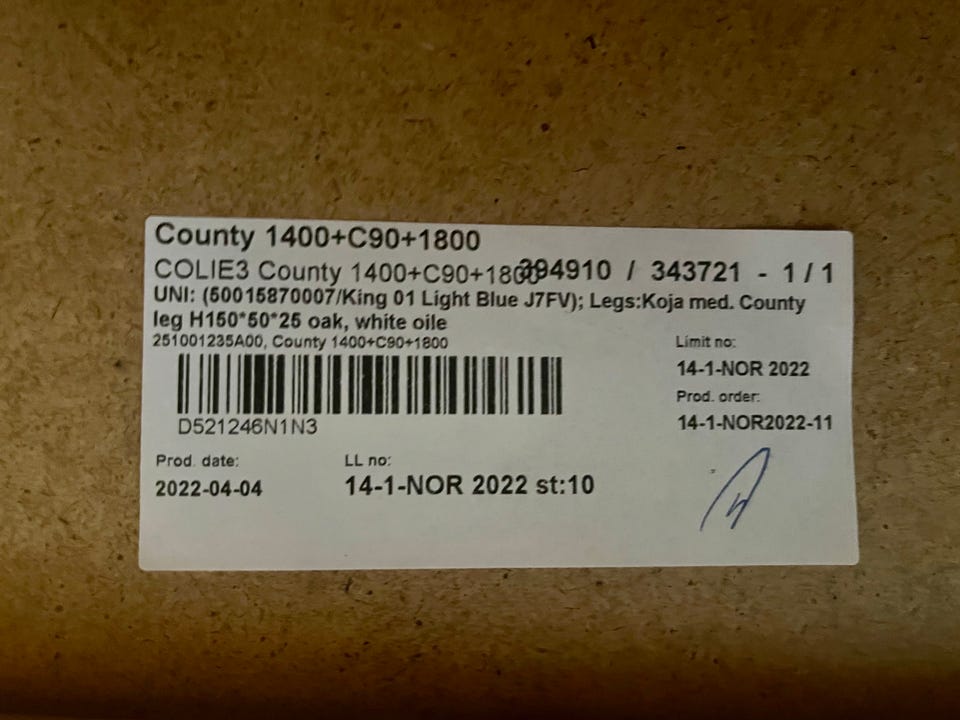 County 1400+C90+1800
COLIE3 County 1400+C90+1800 394910 / 343721 - 1 / 1
UNI: (50015870007/King 01 Light Blue J7FV); Legs:Koja med. County
leg H150*50*25 oak, white oile
251001235A00, County 1400+C90+1800
Limit no:
14-1-NOR 2022
Prod. order:
14-1-NOR2022-11
D521246N1N3
Prod. date:
2022-04-04
LL no:
14-1-NOR 2022 st:10